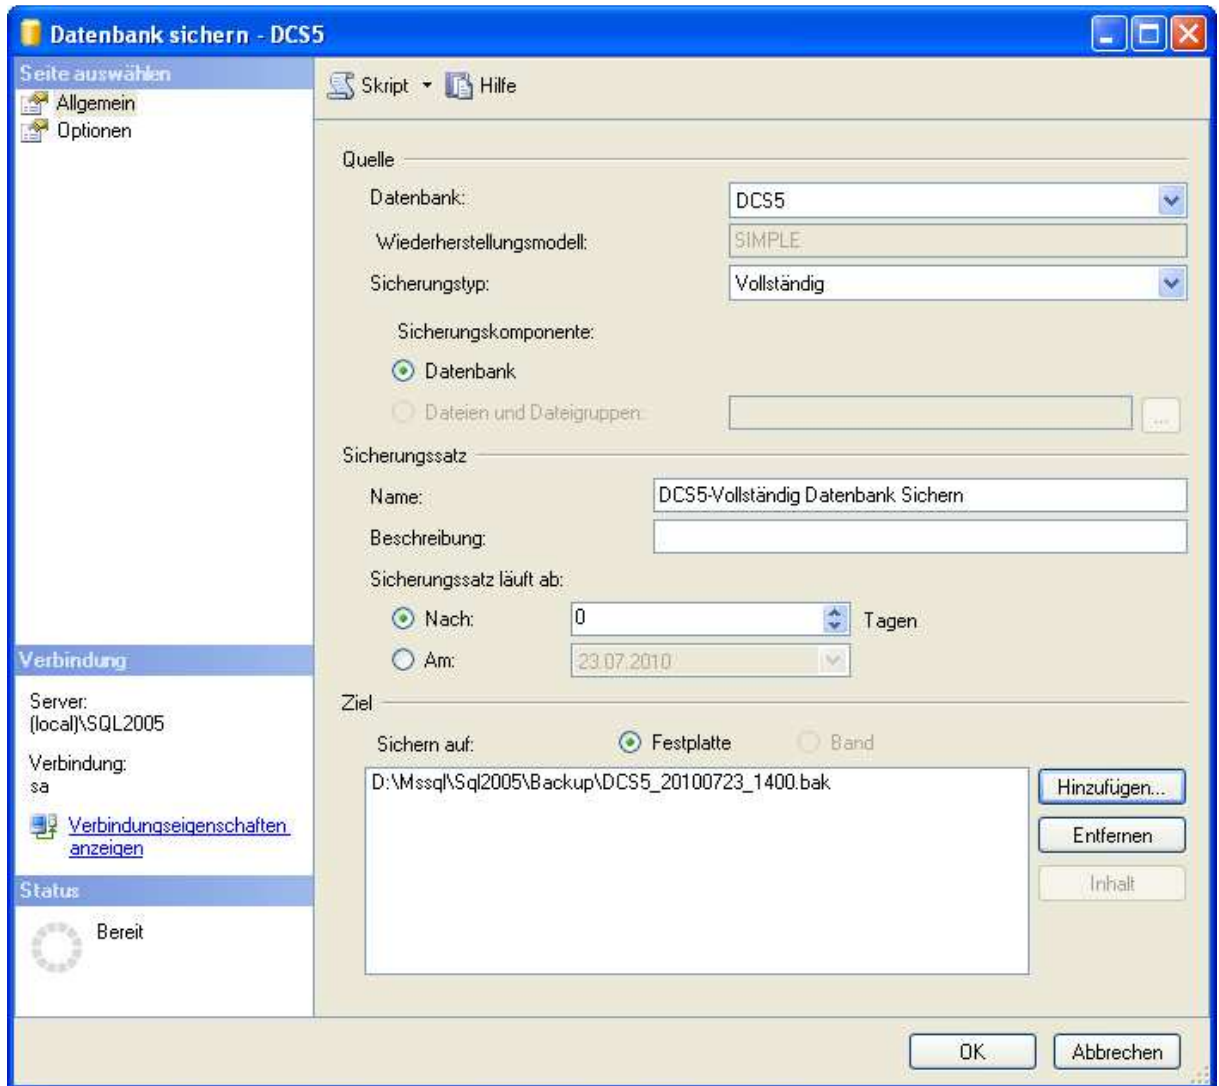 Datenbank sichern - DCS5
Seite auswählen
Allgemein
Optionen
Skript
Hilfe
Quelle
Datenbank:
DCS5
Wiederherstellungsmodell:
SIMPLE
Sicherungstyp:
Vollständig
Sicherungskomponente:
Datenbank
Dateien und Dateigruppen:
...
Sicherungssatz
Name:
DCS5-Vollständig Datenbank Sichern
Beschreibung:
Sicherungssatz läuft ab:
Nach:
0
Tagen
Am:
23.07.2010
Ziel
Sichern auf:
Festplatte
Band
D:\Mssql\Sql2005\Backup\DCS5_20100723_1400.bak
Hinzufügen...
Entfernen
Inhalt
Verbindung
Server:
(local)\SQL2005
Verbindung:
sa
Verbindungseigenschaften
anzeigen
Status
Bereit
OK
Abbrechen